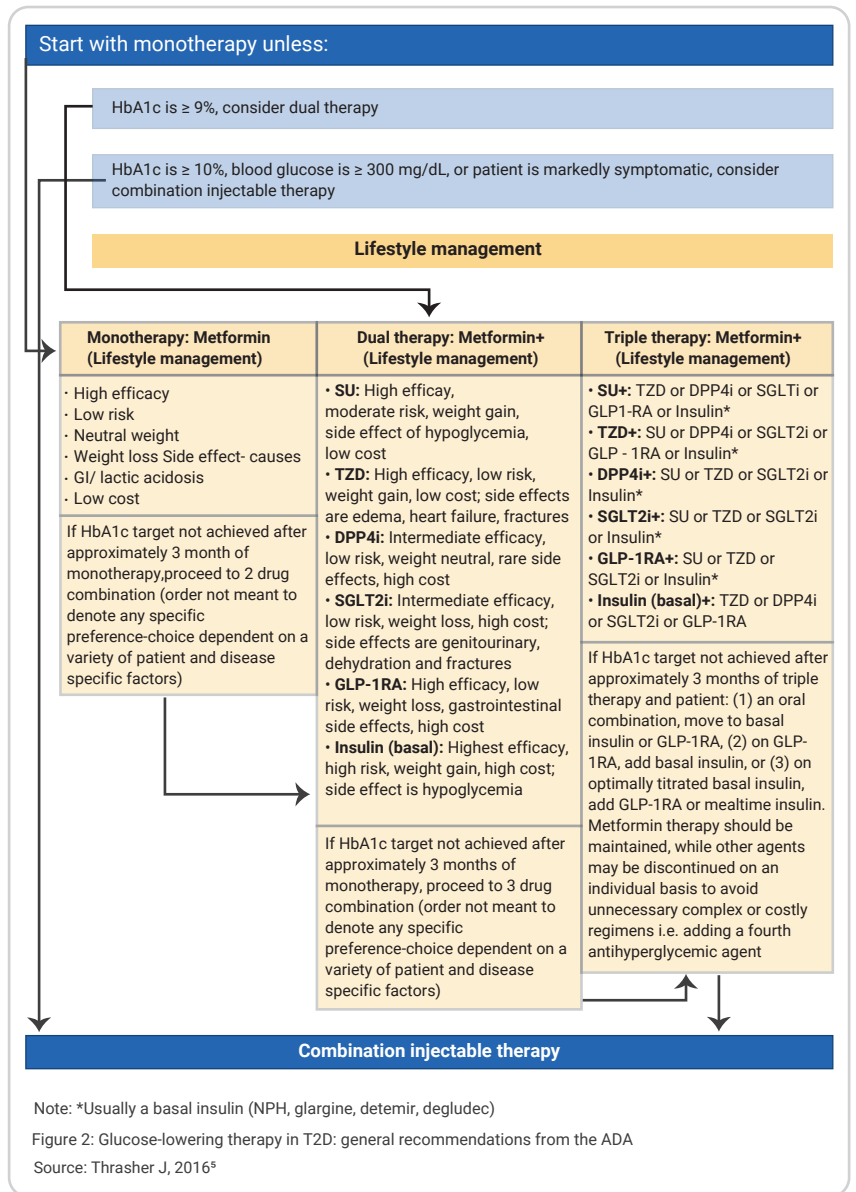 Start with monotherapy unless:
HbA1c is ≥ 9%, consider dual therapy
HbA1c is ≥ 10%, blood glucose is ≥ 300 mg/dL, or patient is markedly symptomatic, consider
combination injectable therapy
Lifestyle management
Monotherapy: Metformin
(Lifestyle management)
· High efficacy
· Low risk
· Neutral weight
· Weight loss Side effect- causes
· GI/ lactic acidosis
· Low cost
If HbA1c target not achieved after
approximately 3 month of
monotherapy,proceed to 2 drug
combination (order not meant to
denote any specific
preference-choice dependent on a
variety of patient and disease
specific factors)
Dual therapy: Metformin+
(Lifestyle management)
• SU: High efficay,
moderate risk, weight gain,
side effect of hypoglycemia,
low cost
• TZD: High efficacy, low risk,
weight gain, low cost; side effects
are edema, heart failure, fractures
• DPP4i: Intermediate efficacy,
low risk, weight neutral, rare side
effects, high cost
• SGLT2i: Intermediate efficacy,
low risk, weight loss, high cost;
side effects are genitourinary,
dehydration and fractures
• GLP-1RA: High efficacy, low
risk, weight loss, gastrointestinal
side effects, high cost
• Insulin (basal): Highest efficacy,
high risk, weight gain, high cost;
side effect is hypoglycemia
If HbA1c target not achieved after
approximately 3 months of
monotherapy, proceed to 3 drug
combination (order not meant to
denote any specific
preference-choice dependent on a
variety of patient and disease
specific factors)
Triple therapy: Metformin+
(Lifestyle management)
• SU+: TZD or DPP4i or SGLTi or
GLP1-RA or Insulin*
• TZD+: SU or DPP4i or SGLT2i or
GLP - 1RA or Insulin*
• DPP4i+: SU or TZD or SGLT2i or
Insulin*
• SGLT2i+: SU or TZD or SGLT2i
or Insulin*
• GLP-1RA+: SU or TZD or
SGLT2i or Insulin*
• Insulin (basal)+: TZD or DPP4i
or SGLT2i or GLP-1RA
If HbA1c target not achieved after
approximately 3 months of triple
therapy and patient: (1) an oral
combination, move to basal
insulin or GLP-1RA, (2) on GLP-
1RA, add basal insulin, or (3) on
optimally titrated basal insulin,
add GLP-1RA or mealtime insulin.
Metformin therapy should be
maintained, while other agents
may be discontinued on an
individual basis to avoid
unnecessary complex or costly
regimens i.e. adding a fourth
antihyperglycemic agent
Combination injectable therapy
Note: *Usually a basal insulin (NPH, glargine, detemir, degludec)
Figure 2: Glucose-lowering therapy in T2D: general recommendations from the ADA
Source: Thrasher J, 2016⁵